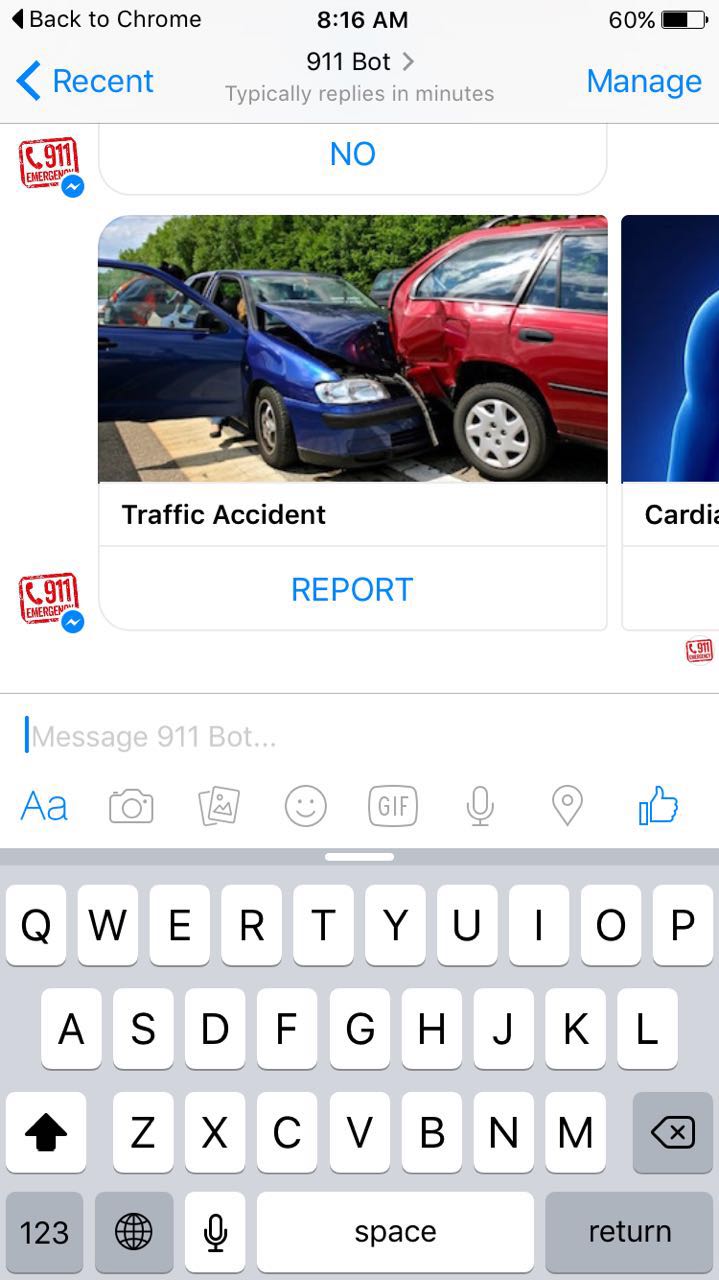 Back to Chrome
8:16 AM
60%
Recent
911 Bot
Typically replies in minutes
Manage
911
EMERGENCY
NO
Traffic Accident
Cardia
REPORT
911
EMERGENCY
911
EMERGENCY
Message 911 Bot...
Aa
GIF
Q W E R T Y U I O P
A S D F G H J K L
Z X C V B N M
123
space
return